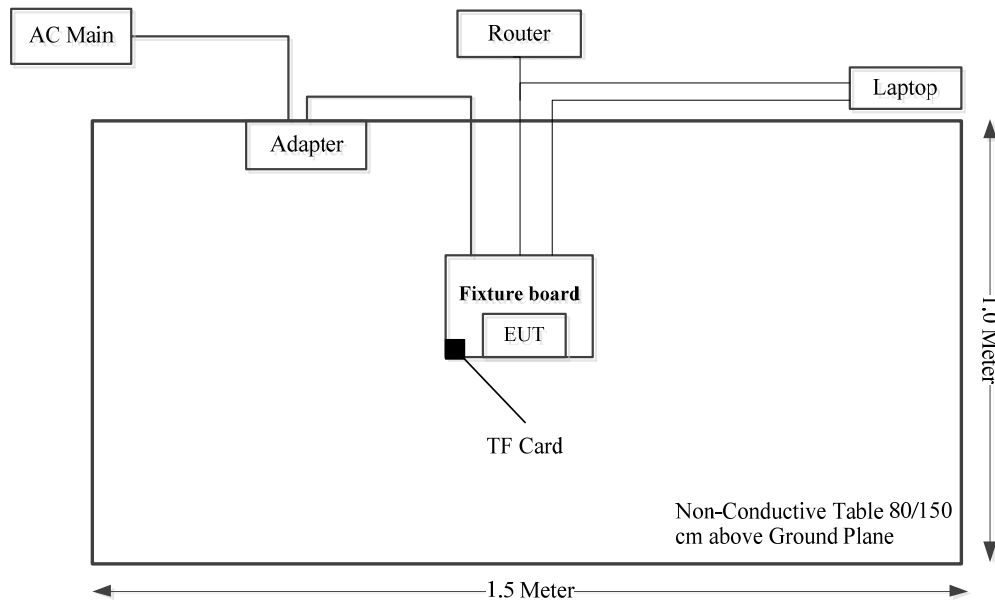 AC Main
Router
Laptop
Adapter
Fixture board
EUT
TF Card
1.0 Meter
Non-Conductive Table 80/150
cm above Ground Plane
1.5 Meter